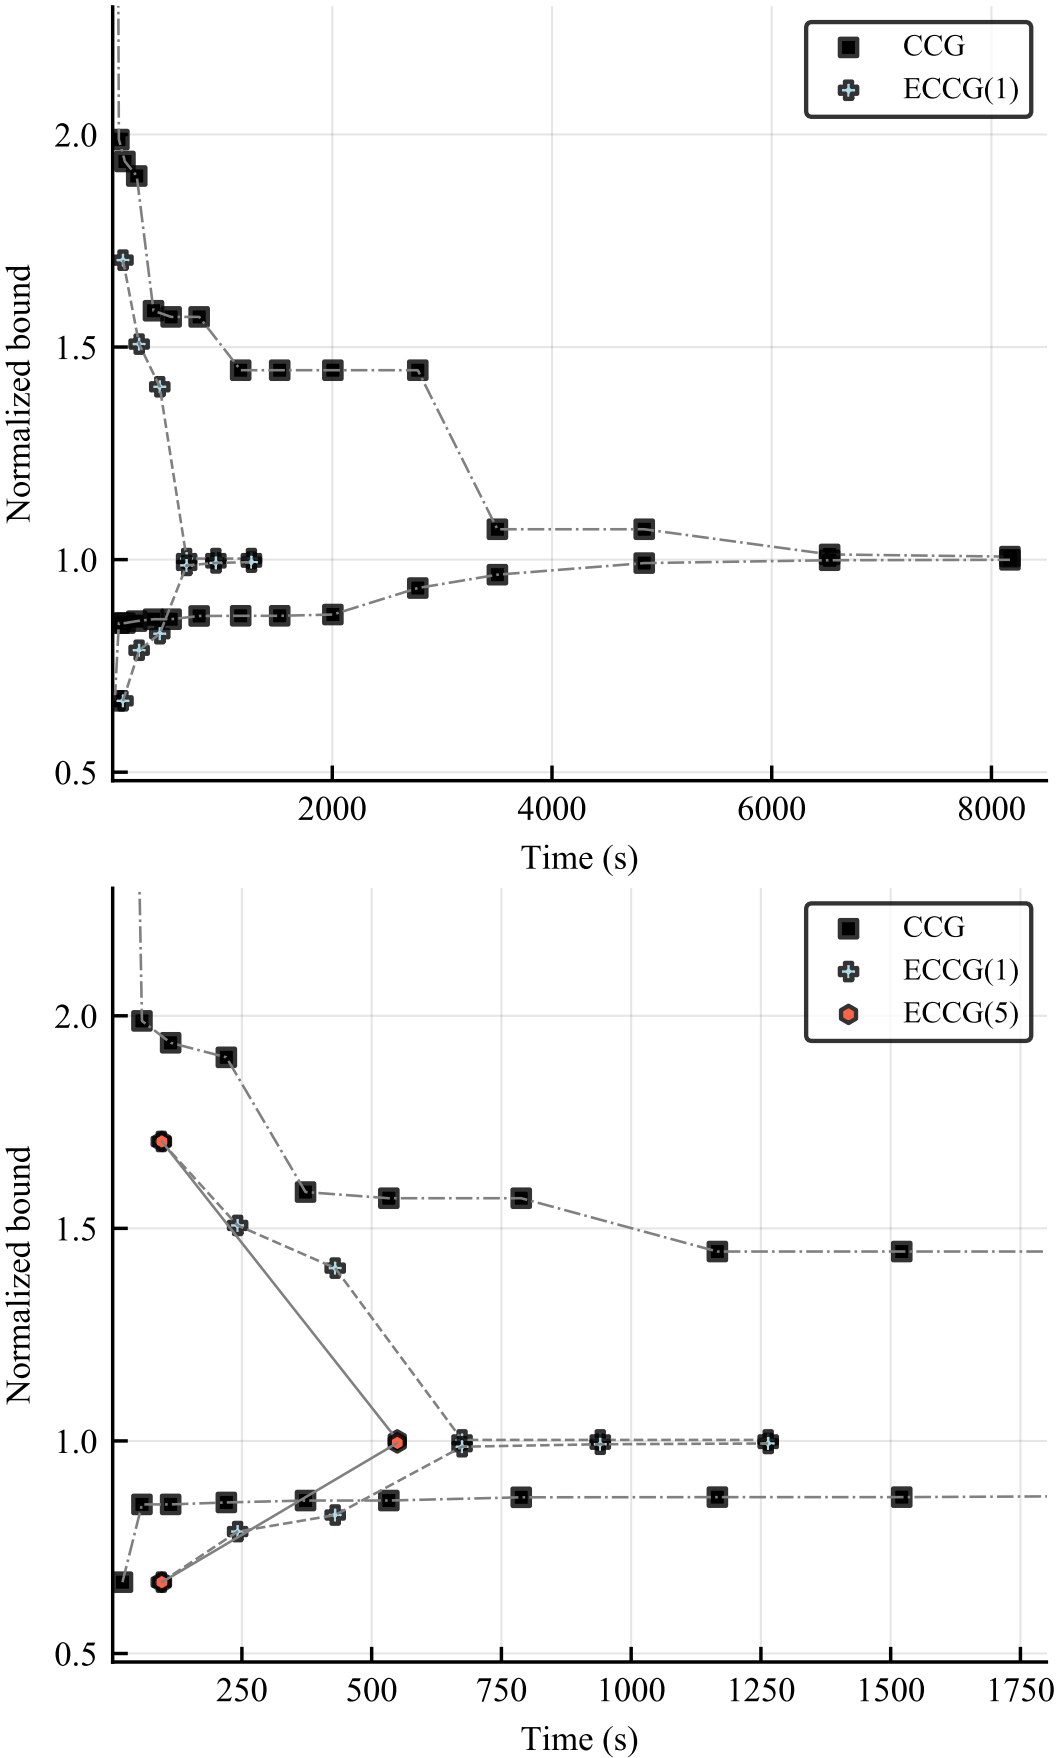 CCG
ECCG(1)
2.0
1.5
1.0
0.5
Normalized bound
2000 4000 6000 8000
Time (s)
CCG
ECCG(1)
ECCG(5)
2.0
1.5
1.0
0.5
Normalized bound
250 500 750 1000 1250 1500 1750
Time (s)